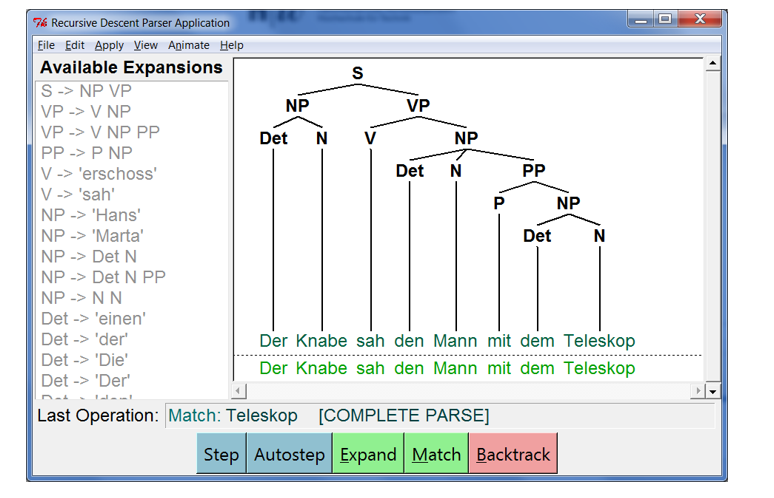 Recursive Descent Parser Application
File Edit Apply View Animate Help
Available Expansions
S -> NP VP
VP -> V NP
VP -> V NP PP
PP -> P NP
V -> 'erschoss'
V -> 'sah'
NP -> 'Hans'
NP -> 'Marta'
NP -> Det N
NP -> Det N PP
NP -> N N
Det -> 'einen'
Det -> 'der'
Det -> 'Die'
Det -> 'Der'
S
NP VP
Det N V NP
Det N PP
P NP
Det N
Der Knabe sah den Mann mit dem Teleskop
Der Knabe sah den Mann mit dem Teleskop
Last Operation: Match: Teleskop [COMPLETE PARSE]
Step Autostep Expand Match Backtrack